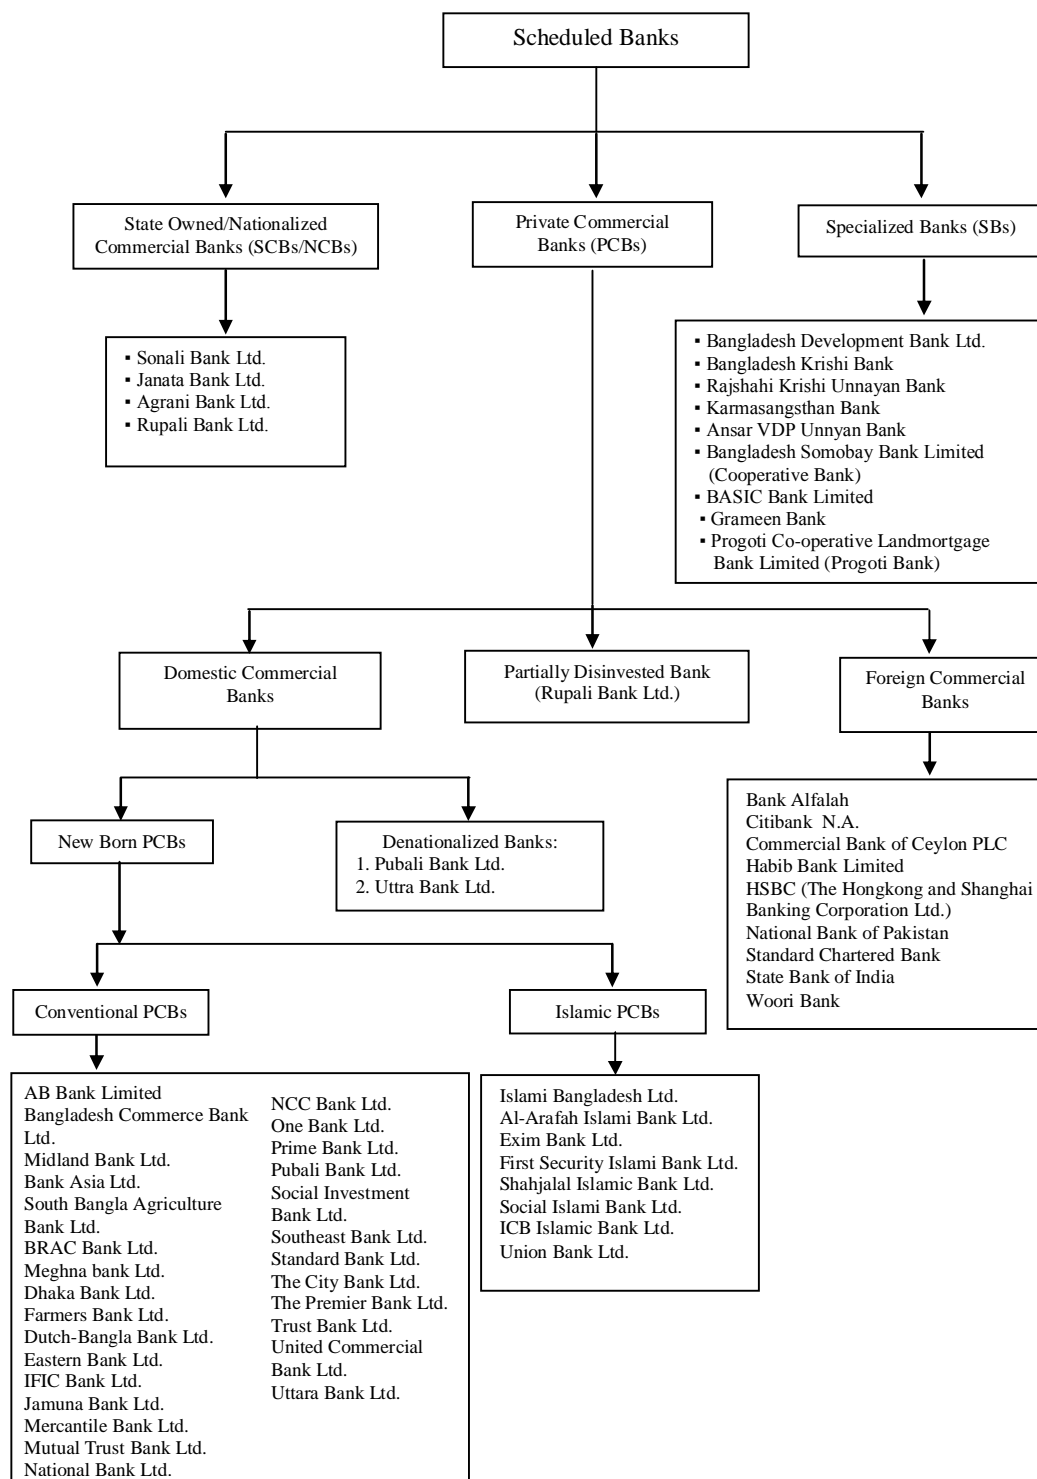 Scheduled Banks
State Owned/Nationalized
Commercial Banks (SCBs/NCBs)
Private Commercial
Banks (PCBs)
Specialized Banks (SBs)
▪ Sonali Bank Ltd.
▪ Janata Bank Ltd.
▪ Agrani Bank Ltd.
▪ Rupali Bank Ltd.
▪ Bangladesh Development Bank Ltd.
▪ Bangladesh Krishi Bank
▪ Rajshahi Krishi Unnayan Bank
▪ Karmasangsthan Bank
▪ Ansar VDP Unnyan Bank
▪ Bangladesh Somobay Bank Limited
(Cooperative Bank)
▪ BASIC Bank Limited
▪ Grameen Bank
▪ Progoti Co-operative Landmortgage
Bank Limited (Progoti Bank)
Domestic Commercial
Banks
Partially Disinvested Bank
(Rupali Bank Ltd.)
Foreign Commercial
Banks
New Born PCBs
Denationalized Banks:
1. Pubali Bank Ltd.
2. Uttra Bank Ltd.
Bank Alfalah
Citibank N.A.
Commercial Bank of Ceylon PLC
Habib Bank Limited
HSBC (The Hongkong and Shanghai
Banking Corporation Ltd.)
National Bank of Pakistan
Standard Chartered Bank
State Bank of India
Woori Bank
Conventional PCBs
Islamic PCBs
AB Bank Limited
Bangladesh Commerce Bank
Ltd.
Midland Bank Ltd.
Bank Asia Ltd.
South Bangla Agriculture
Bank Ltd.
BRAC Bank Ltd.
Meghna bank Ltd.
Dhaka Bank Ltd.
Farmers Bank Ltd.
Dutch-Bangla Bank Ltd.
Eastern Bank Ltd.
IFIC Bank Ltd.
Jamuna Bank Ltd.
Mercantile Bank Ltd.
Mutual Trust Bank Ltd.
National Bank Ltd.
NCC Bank Ltd.
One Bank Ltd.
Prime Bank Ltd.
Pubali Bank Ltd.
Social Investment
Bank Ltd.
Southeast Bank Ltd.
Standard Bank Ltd.
The City Bank Ltd.
The Premier Bank Ltd.
Trust Bank Ltd.
United Commercial
Bank Ltd.
Uttara Bank Ltd.
Islami Bangladesh Ltd.
Al-Arafah Islami Bank Ltd.
Exim Bank Ltd.
First Security Islami Bank Ltd.
Shahjalal Islamic Bank Ltd.
Social Islami Bank Ltd.
ICB Islamic Bank Ltd.
Union Bank Ltd.